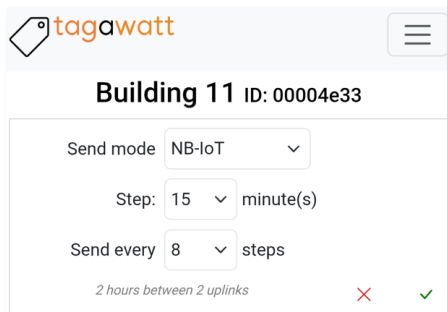 tagawatt
Building 11 ID: 00004e33
Send mode NB-IoT
Step: 15 minute(s)
Send every 8 steps
2 hours between 2 uplinks